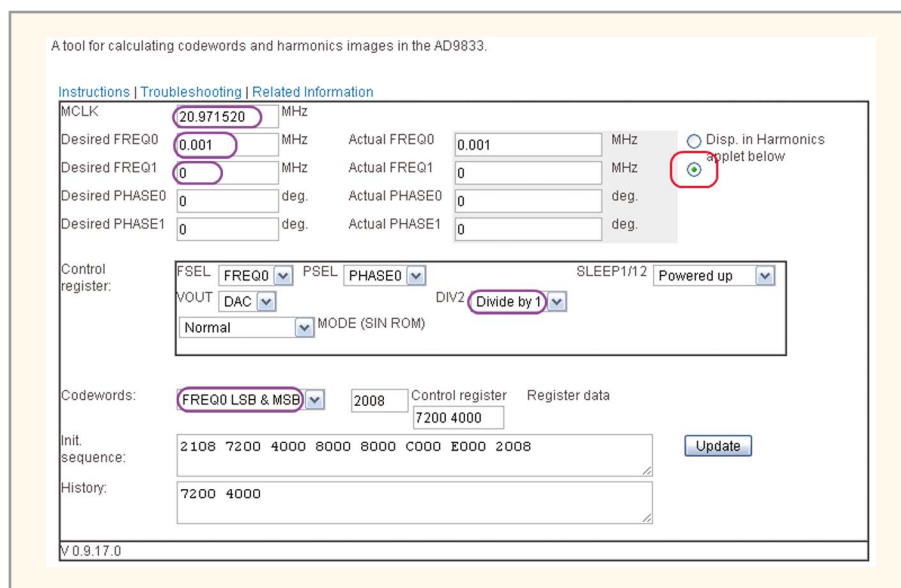 A tool for calculating codewords and harmonics images in the AD9833.
Instructions | Troubleshooting | Related Information
MCLK 20.971520 MHz
Desired FREQ0 0.001 MHz Actual FREQ0 0.001 MHz Disp. in Harmonics
applet below
Desired FREQ1 0 MHz Actual FREQ1 0 MHz
Desired PHASE0 0 deg. Actual PHASE0 0 deg.
Desired PHASE1 0 deg. Actual PHASE1 0 deg.
Control
register:
FSEL FREQ0 PSEL PHASE0 SLEEP1/12 Powered up
VOUT DAC DIV2 Divide by 1
Normal MODE (SIN ROM)
Codewords: FREQ0 LSB & MSB 2008 Control register Register data
7200 4000
Init.
sequence:
2108 7200 4000 8000 8000 C000 E000 2008
Update
History:
7200 4000
V 0.9.17.0